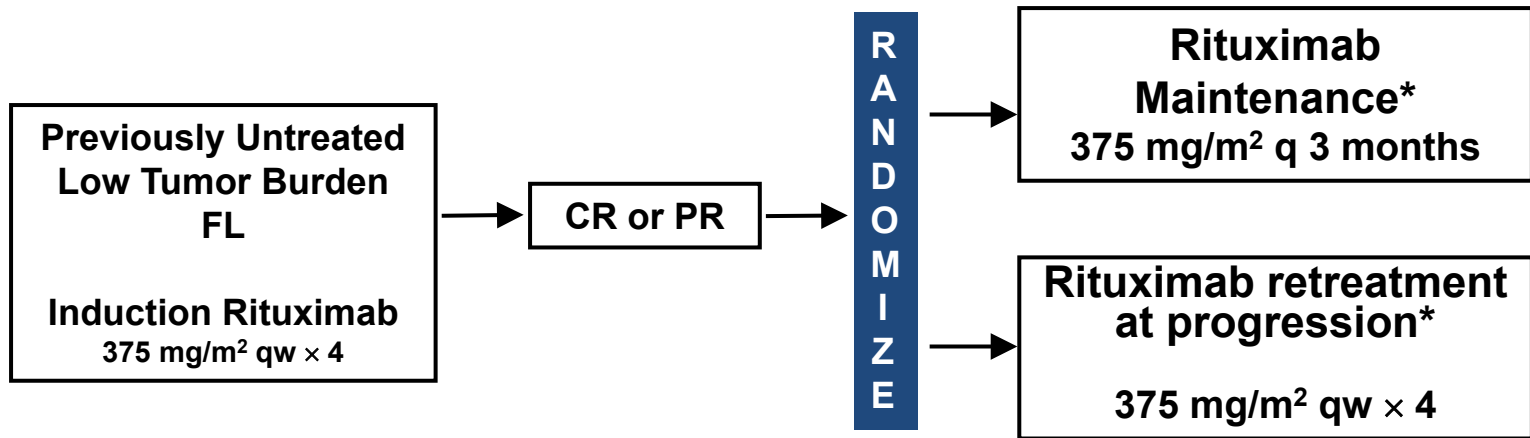 Previously Untreated
Low Tumor Burden
FL
Induction Rituximab
375 mg/m² qw × 4
CR or PR
RANDOMIZE
Rituximab
Maintenance*
375 mg/m² q 3 months
Rituximab retreatment
at progression*
375 mg/m² qw × 4